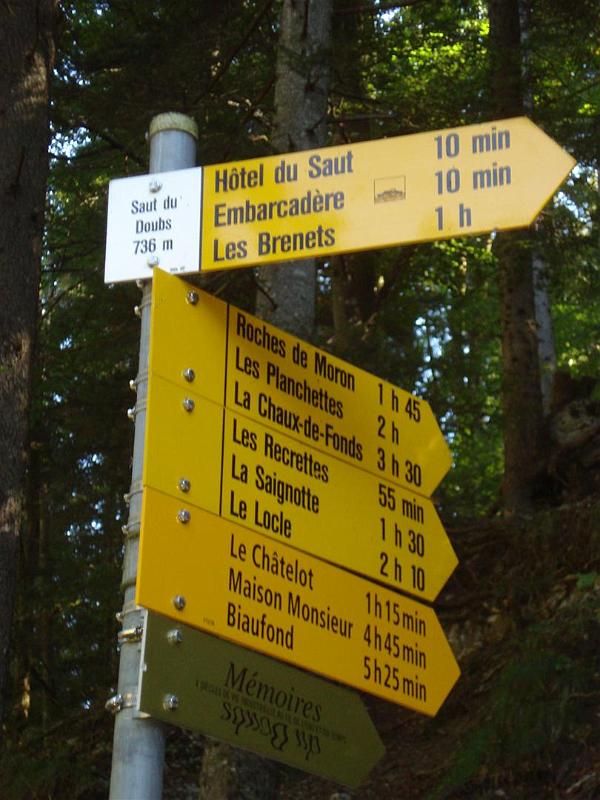 Saut du
Doubs
736 m
Hôtel du Saut 10 min
Embarcadère 10 min
Les Brenets 1 h
Roches de Moron 1 h 45
Les Planchettes 2 h
La Chaux-de-Fonds 3 h 30
Les Recrettes 55 min
La Saignotte 1 h 30
Le Locle 2 h 10
Le Châtelot 1 h 15 min
Maison Monsieur 4 h 45 min
Biaufond 5 h 25 min
Mémoires
du Doubs